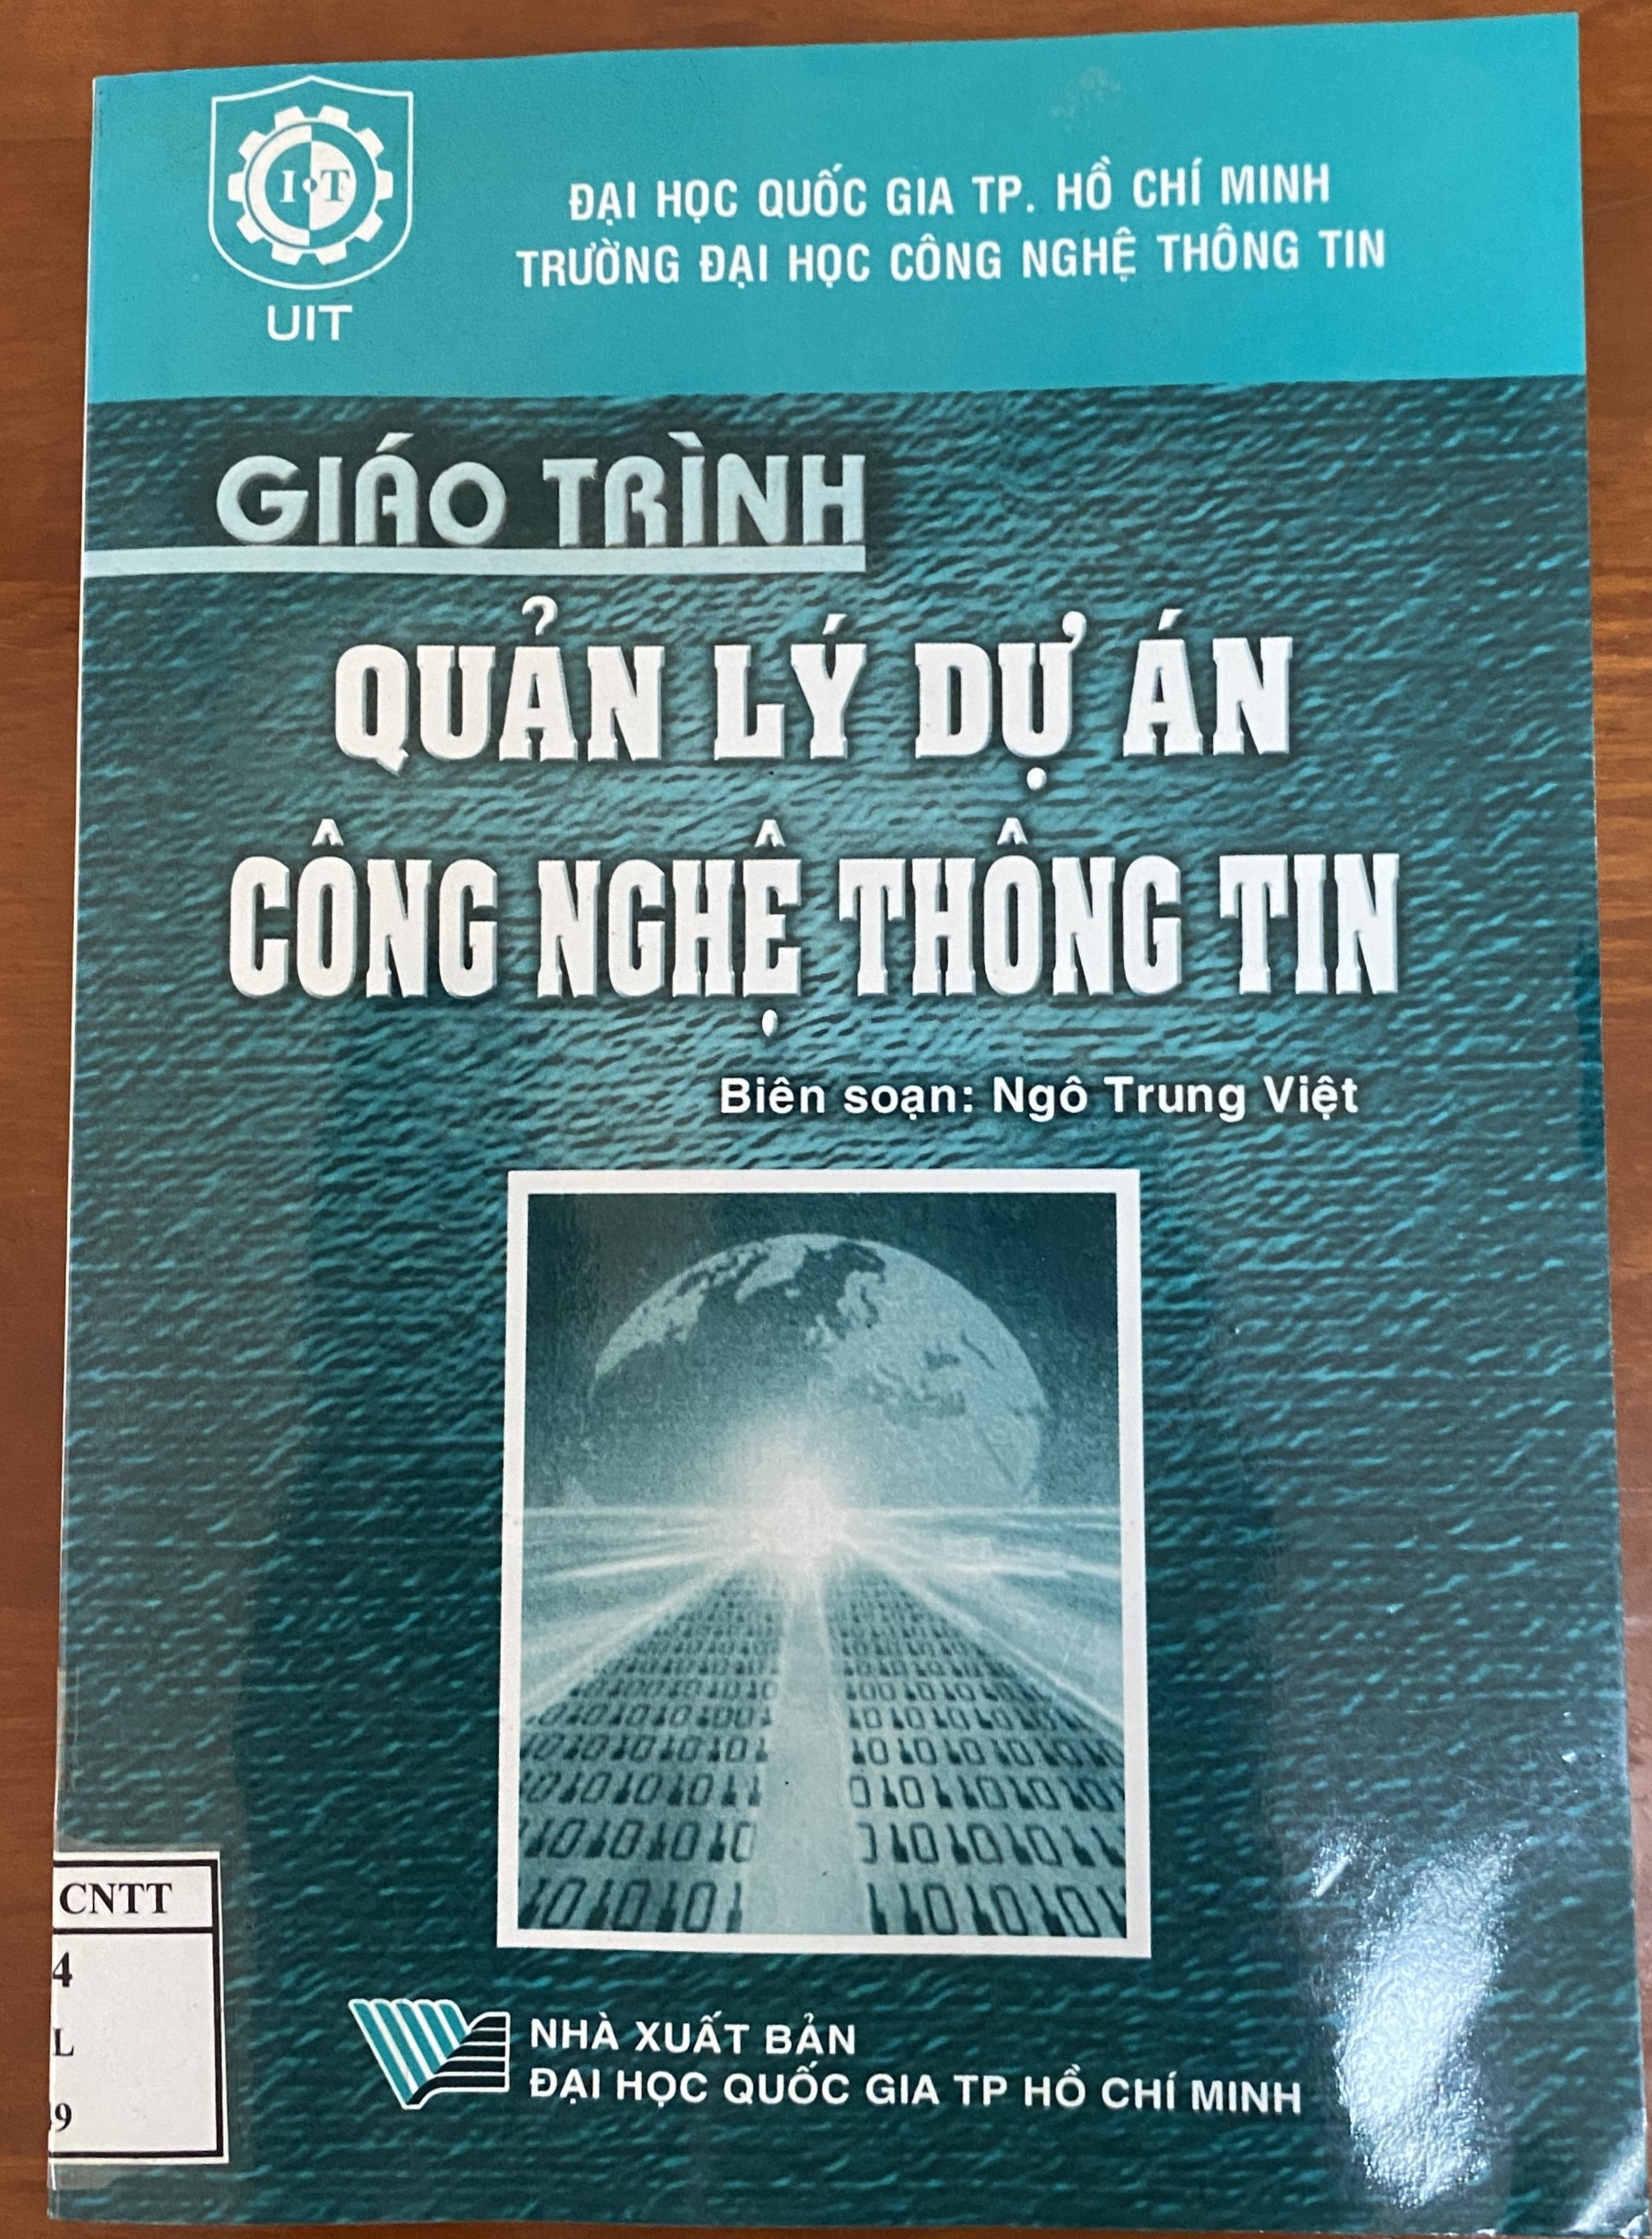 I T
UIT
ĐẠI HỌC QUỐC GIA TP. HỒ CHÍ MINH
TRƯỜNG ĐẠI HỌC CÔNG NGHỆ THÔNG TIN
GIÁO TRÌNH
QUẢN LÝ DỰ ÁN
CÔNG NGHỆ THÔNG TIN
Biên soạn: Ngô Trung Việt
CNTT
4
L
9
NHÀ XUẤT BẢN
ĐẠI HỌC QUỐC GIA TP HỒ CHÍ MINH